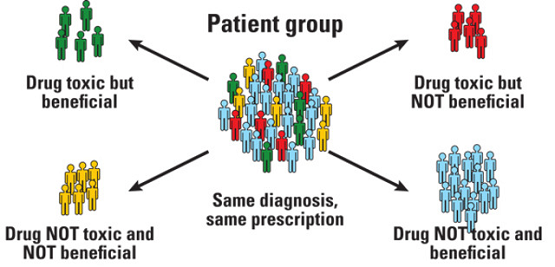 Patient group
Drug toxic but
beneficial
Drug toxic but
NOT beneficial
Same diagnosis,
same prescription
Drug NOT toxic and
NOT beneficial
Drug NOT toxic and
beneficial